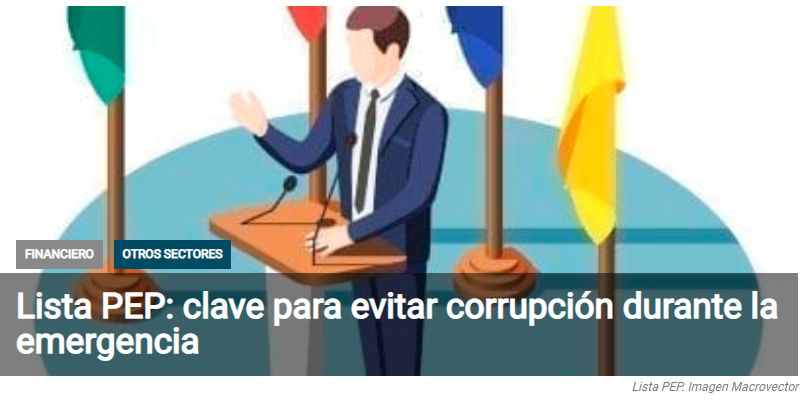 FINANCIERO OTROS SECTORES
Lista PEP: clave para evitar corrupción durante la
emergencia
Lista PEP. Imagen Macrovector